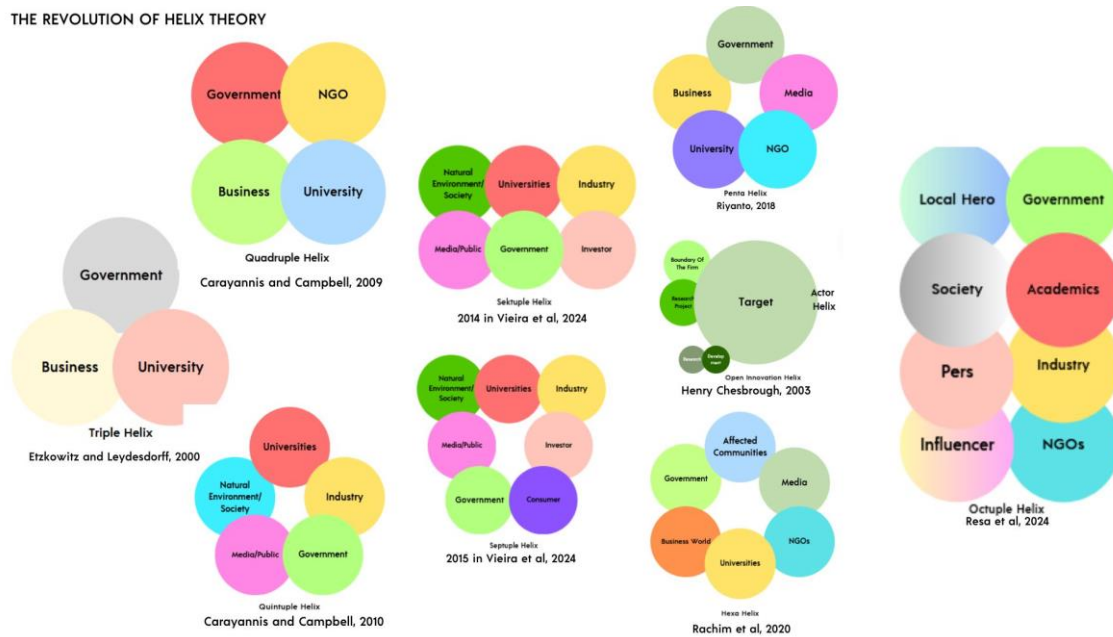 THE REVOLUTION OF HELIX THEORY
Government
Business
University
Triple Helix
Etzkowitz and Leydesdorff, 2000
Government
NGO
Business
University
Quadruple Helix
Carayannis and Campbell, 2009
Universities
Natural
Environment/
Society
Industry
Media/Public
Government
Quintuple Helix
Carayannis and Campbell, 2010
Natural
Environment/
Society
Universities
Industry
Media/Public
Government
Investor
Sektuple Helix
2014 in Vieira et al, 2024
Natural
Environment/
Society
Universities
Industry
Media/Public
Investor
Government
Consumer
Septuple Helix
2015 in Vieira et al, 2024
Government
Business
Media
University
NGO
Penta Helix
Riyanto, 2018
Boundary Of
The Firm
Research
Project
Target
Actor
Helix
Research
Develop
ment
Open Innovation Helix
Henry Chesbrough, 2003
Affected
Communities
Government
Media
Business World
NGOs
Universities
Hexa Helix
Rachim et al, 2020
Local Hero
Government
Society
Academics
Pers
Industry
Influencer
NGOs
Octuple Helix
Resa et al, 2024